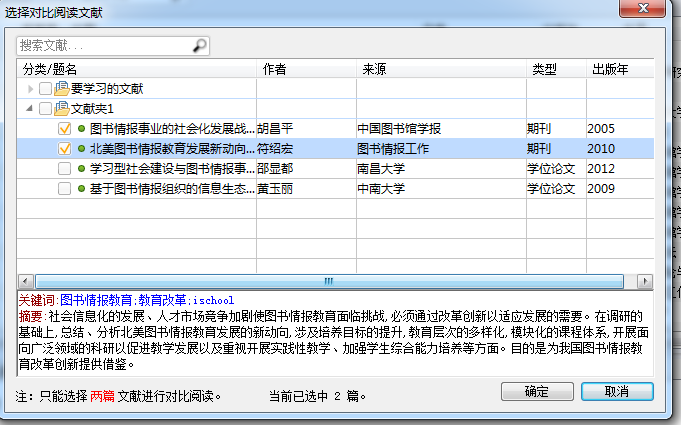 选择对比阅读文献
搜索文献...
分类/题名 作者 来源 类型 出版年
要学习的文献
文献夹1
图书情报事业的社会化发展战... 胡昌平 中国图书馆学报 期刊 2005
北美图书情报教育发展新动向... 符绍宏 图书情报工作 期刊 2010
学习型社会建设与图书情报事... 邵显都 南昌大学 学位论文 2012
基于图书情报组织的信息生态... 黄玉丽 中南大学 学位论文 2009
关键词:图书情报教育;教育改革;ischool
摘要:社会信息化的发展、人才市场竞争加剧使图书情报教育面临挑战,必须通过改革创新以适应发展的需要。在调研的
基础上,总结、分析北美图书情报教育发展的新动向,涉及培养目标的提升,教育层次的多样化,模块化的课程体系,开展面
向广泛领域的科研以促进教学发展以及重视开展实践性教学、加强学生综合能力培养等方面。目的是为我国图书情报教
育改革创新提供借鉴。
注：只能选择 两篇 文献进行对比阅读。 当前已选中 2 篇。 确定 取消